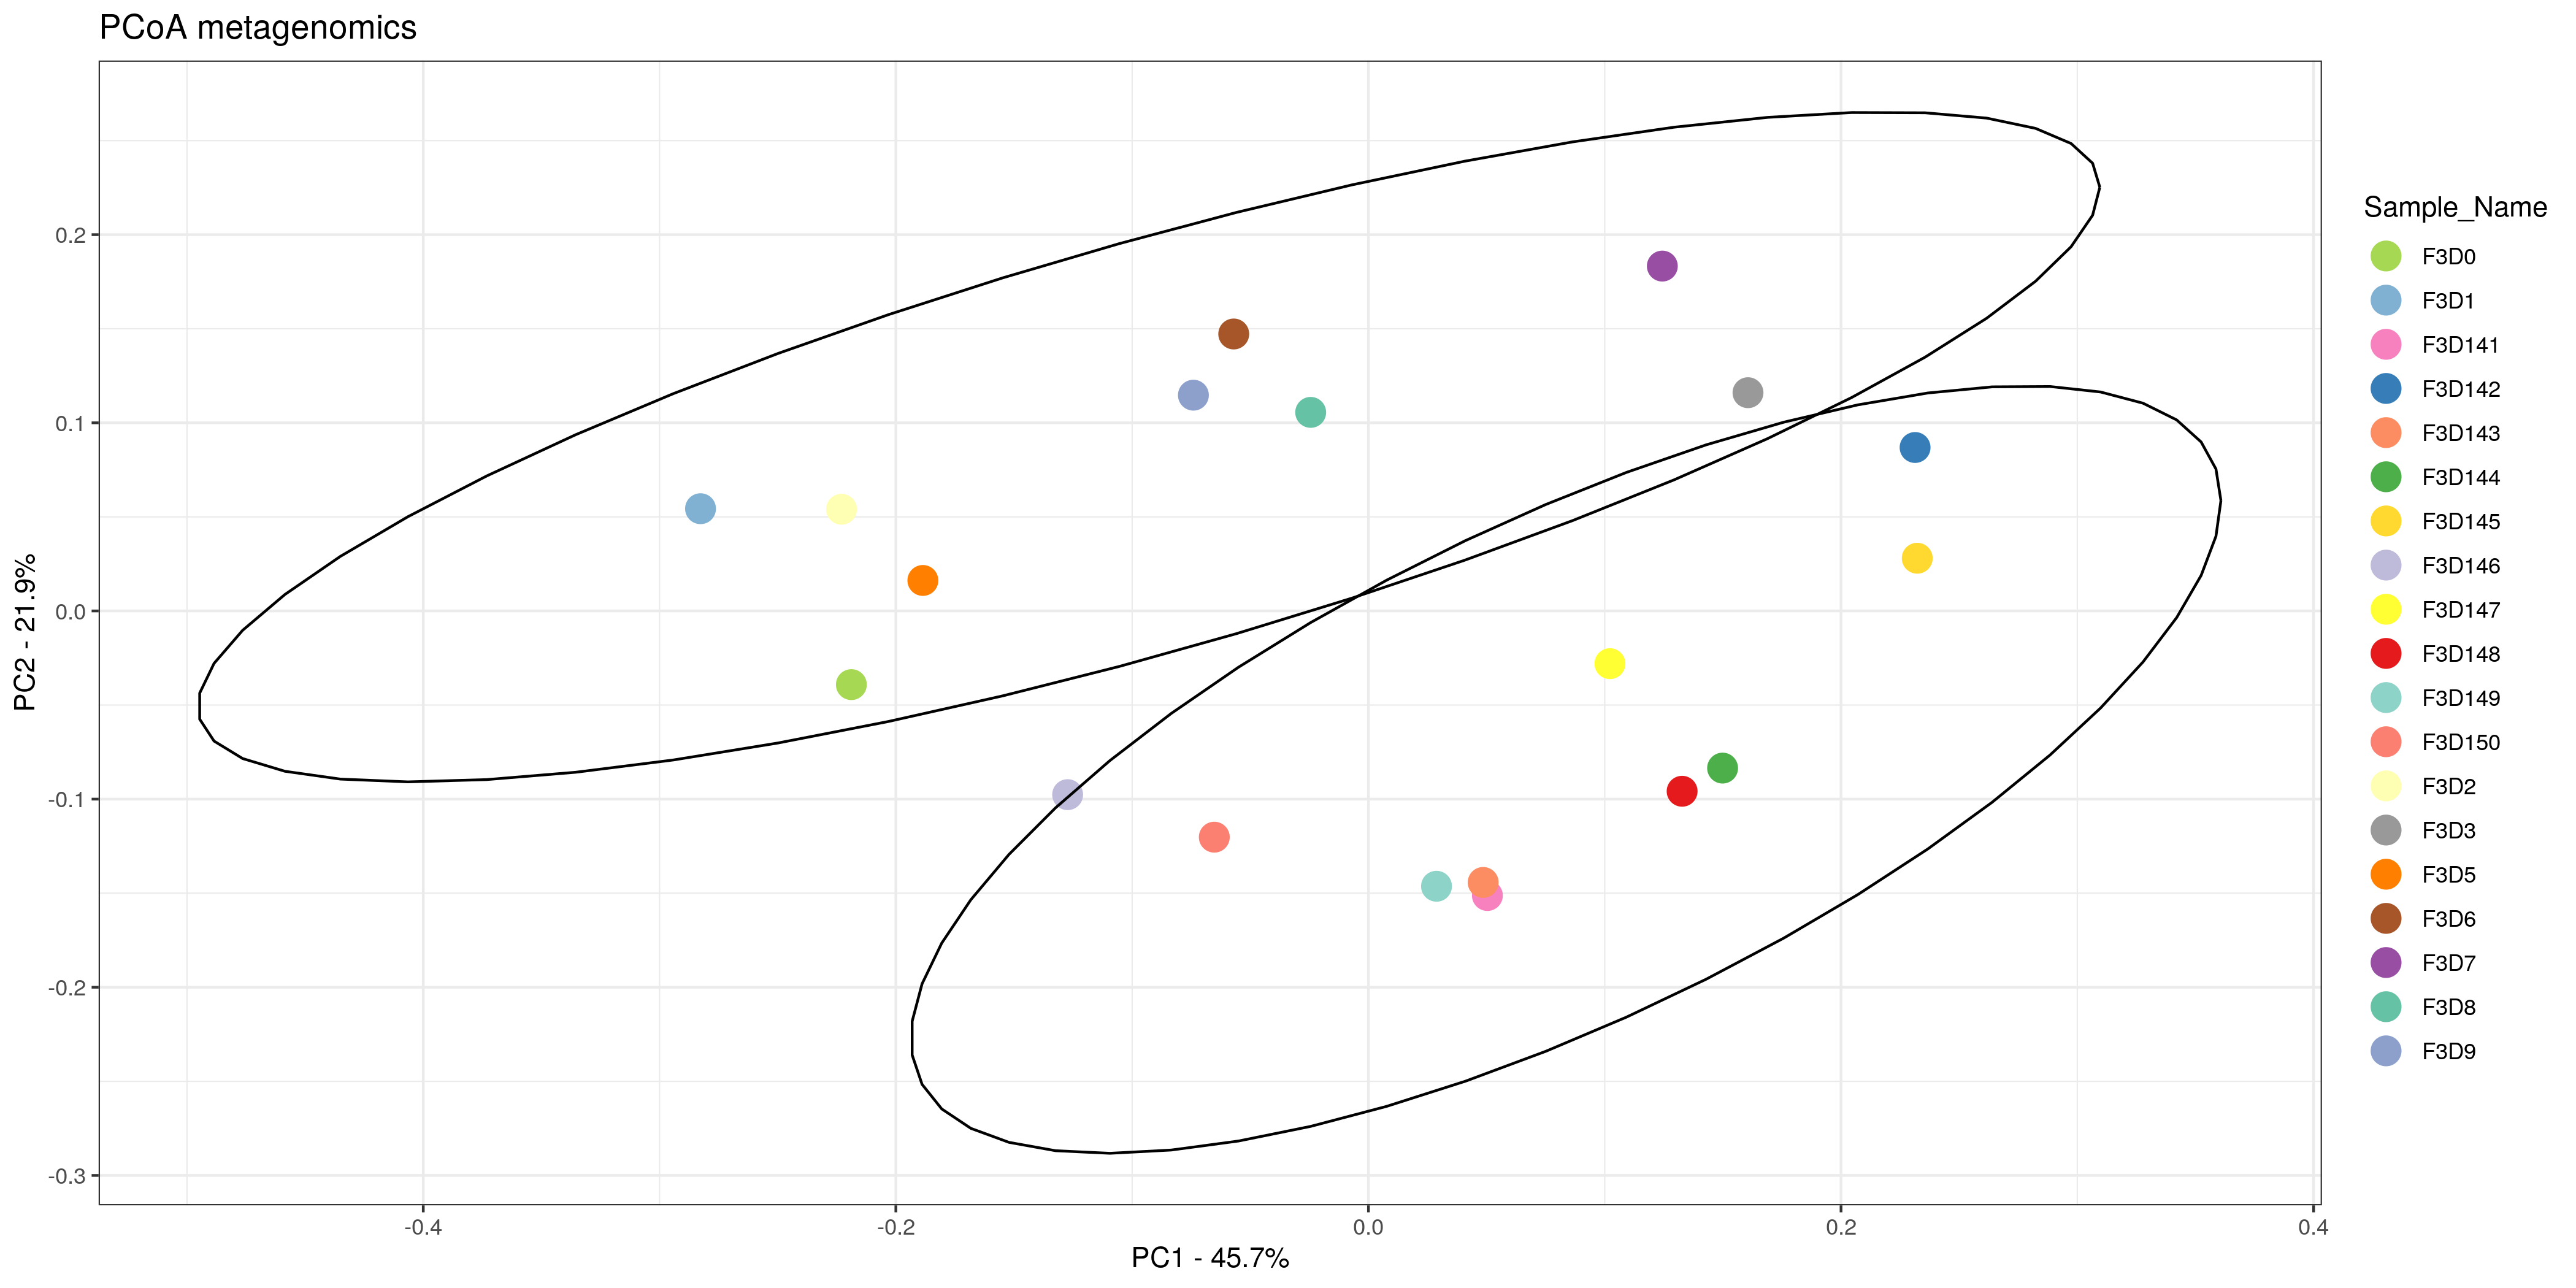 PCoA metagenomics
PC2 - 21.9%
0.2
0.1
0.0
-0.1
-0.2
-0.3
-0.4
-0.2
0.0
0.2
0.4
PC1 - 45.7%
Sample_Name
F3D0
F3D1
F3D141
F3D142
F3D143
F3D144
F3D145
F3D146
F3D147
F3D148
F3D149
F3D150
F3D2
F3D3
F3D5
F3D6
F3D7
F3D8
F3D9